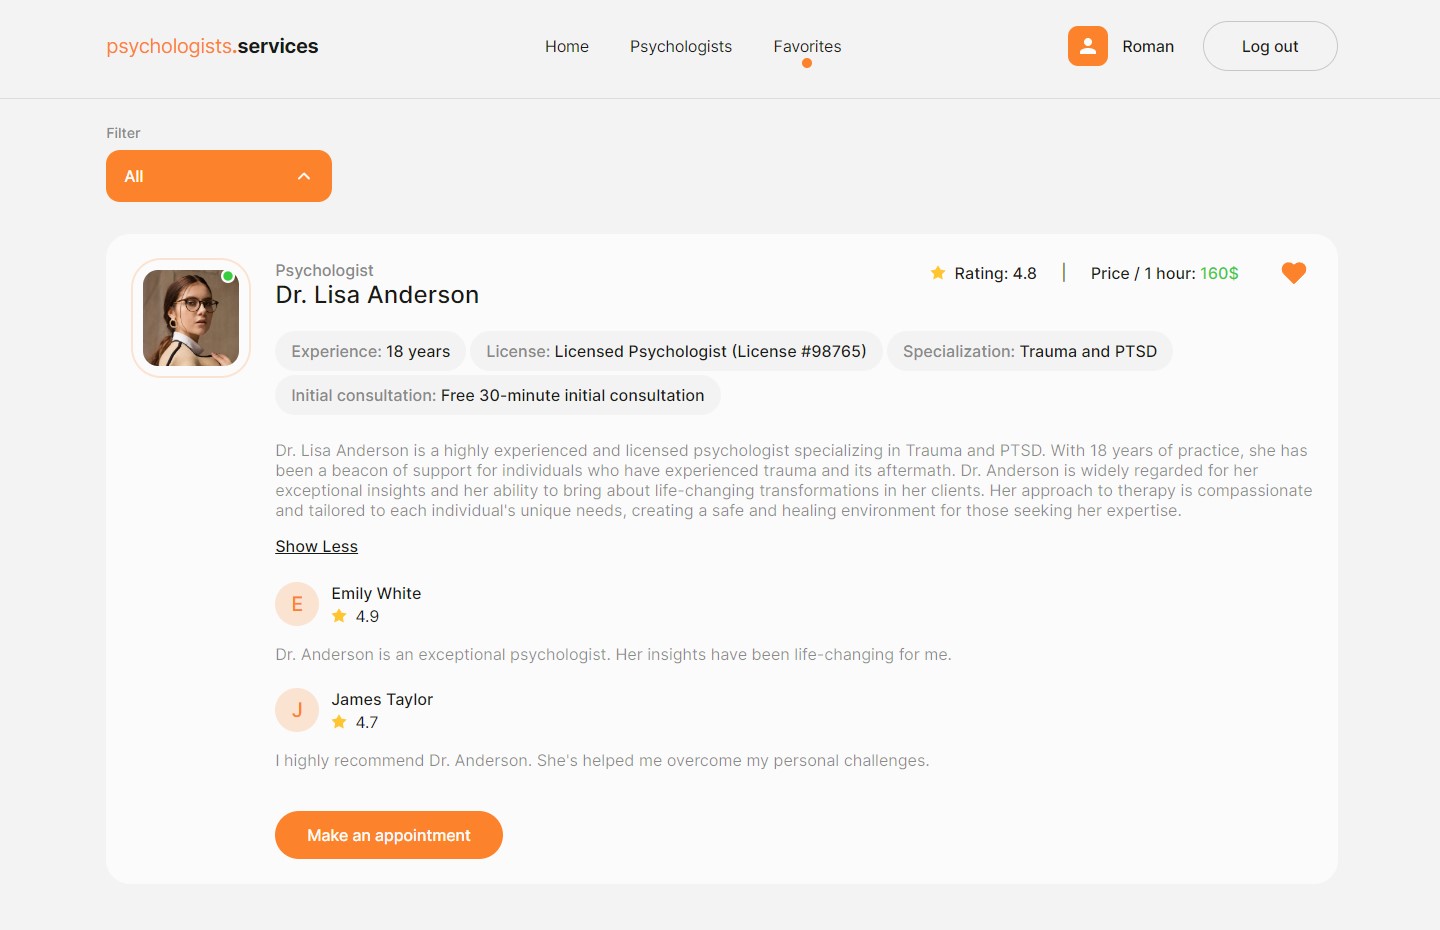 psychologists.services
Home
Psychologists
Favorites
Roman
Log out
Filter
All
Psychologist
Dr. Lisa Anderson
Rating: 4.8
Price / 1 hour: 160$
Experience: 18 years
License: Licensed Psychologist (License #98765)
Specialization: Trauma and PTSD
Initial consultation: Free 30-minute initial consultation
Dr. Lisa Anderson is a highly experienced and licensed psychologist specializing in Trauma and PTSD. With 18 years of practice, she has
been a beacon of support for individuals who have experienced trauma and its aftermath. Dr. Anderson is widely regarded for her
exceptional insights and her ability to bring about life-changing transformations in her clients. Her approach to therapy is compassionate
and tailored to each individual's unique needs, creating a safe and healing environment for those seeking her expertise.
Show Less
E
Emily White
4.9
Dr. Anderson is an exceptional psychologist. Her insights have been life-changing for me.
J
James Taylor
4.7
I highly recommend Dr. Anderson. She's helped me overcome my personal challenges.
Make an appointment